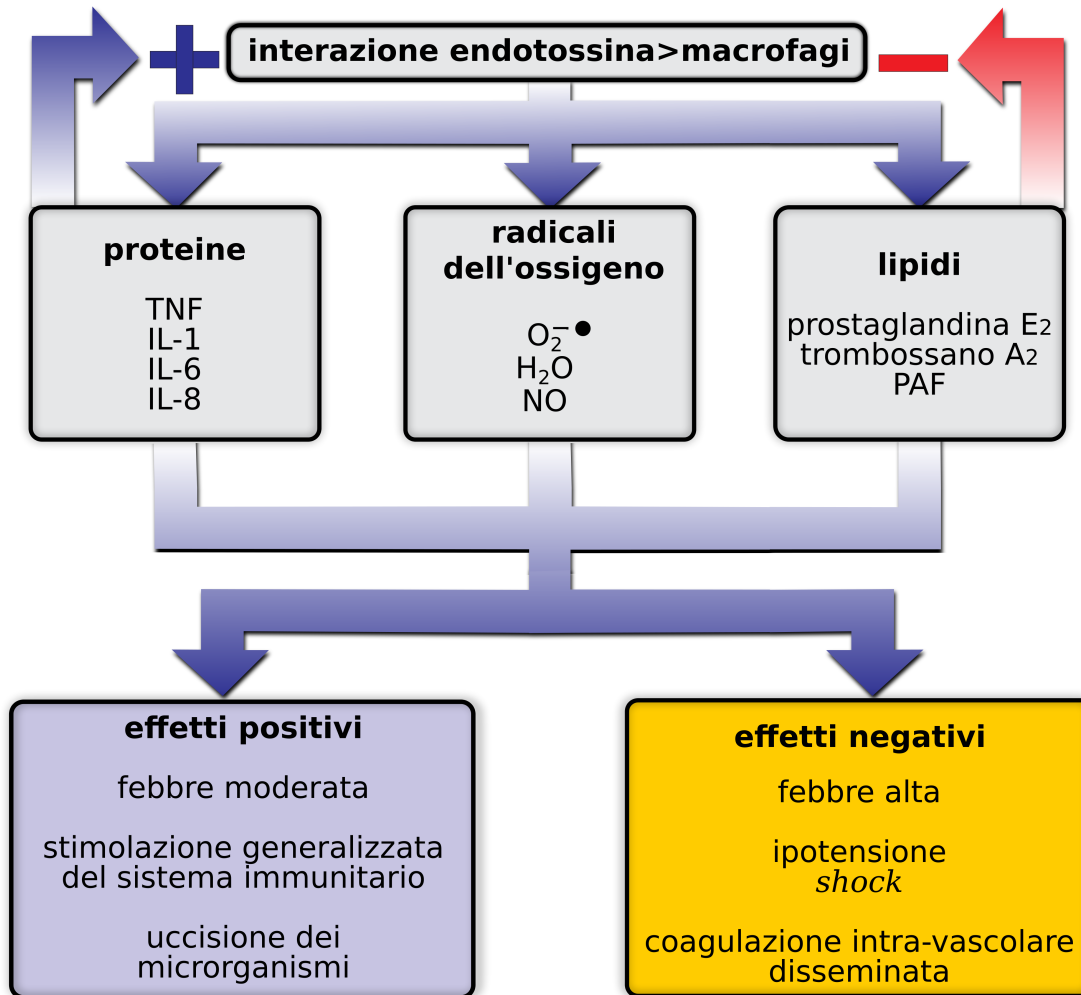 + interazione endotossina>macrofagi −
proteine
TNF
IL-1
IL-6
IL-8
radicali
dell'ossigeno
O₂⁻●
H₂O
NO
lipidi
prostaglandina E2
trombossano A2
PAF
effetti positivi
febbre moderata
stimolazione generalizzata
del sistema immunitario
uccisione dei
microrganismi
effetti negativi
febbre alta
ipotensione
shock
coagulazione intra-vascolare
disseminata